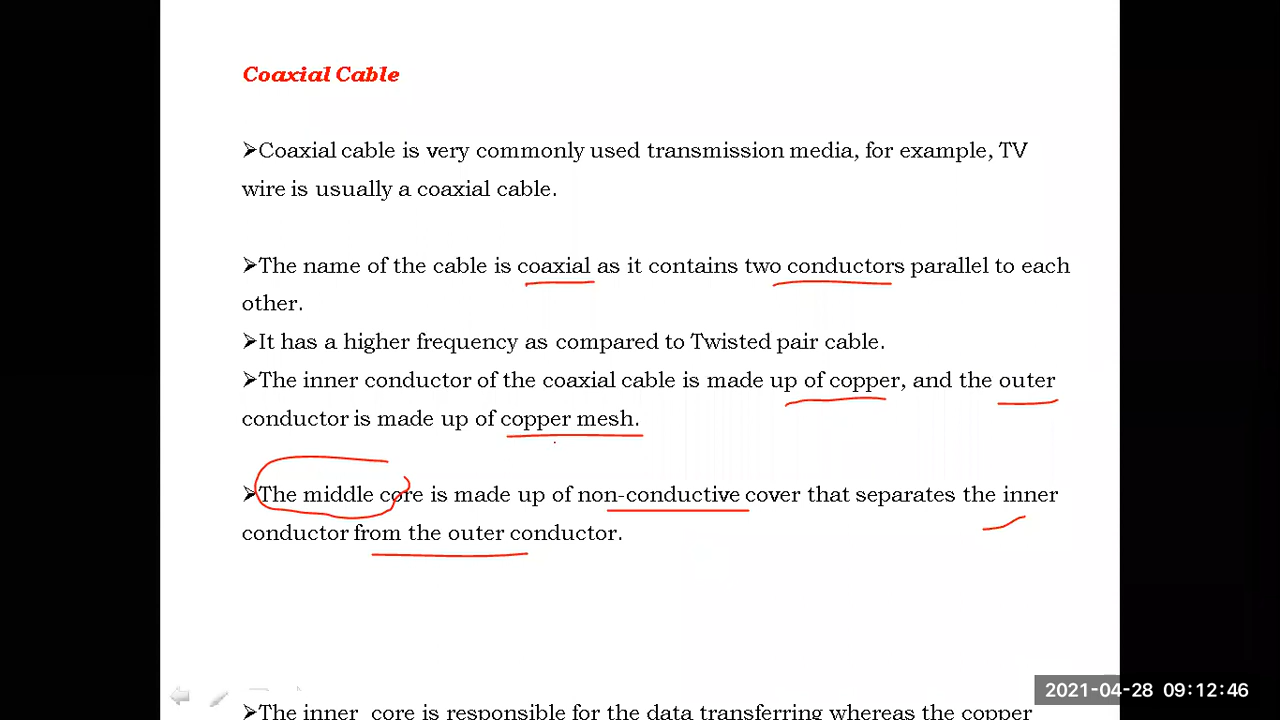 Coaxial Cable
➢Coaxial cable is very commonly used transmission media, for example, TV
wire is usually a coaxial cable.
➢The name of the cable is coaxial as it contains two conductors parallel to each
other.
➢It has a higher frequency as compared to Twisted pair cable.
➢The inner conductor of the coaxial cable is made up of copper, and the outer
conductor is made up of copper mesh.
➢The middle core is made up of non-conductive cover that separates the inner
conductor from the outer conductor.
2021-04-28 09:12:46
➢The inner core is responsible for the data transferring whereas the copper